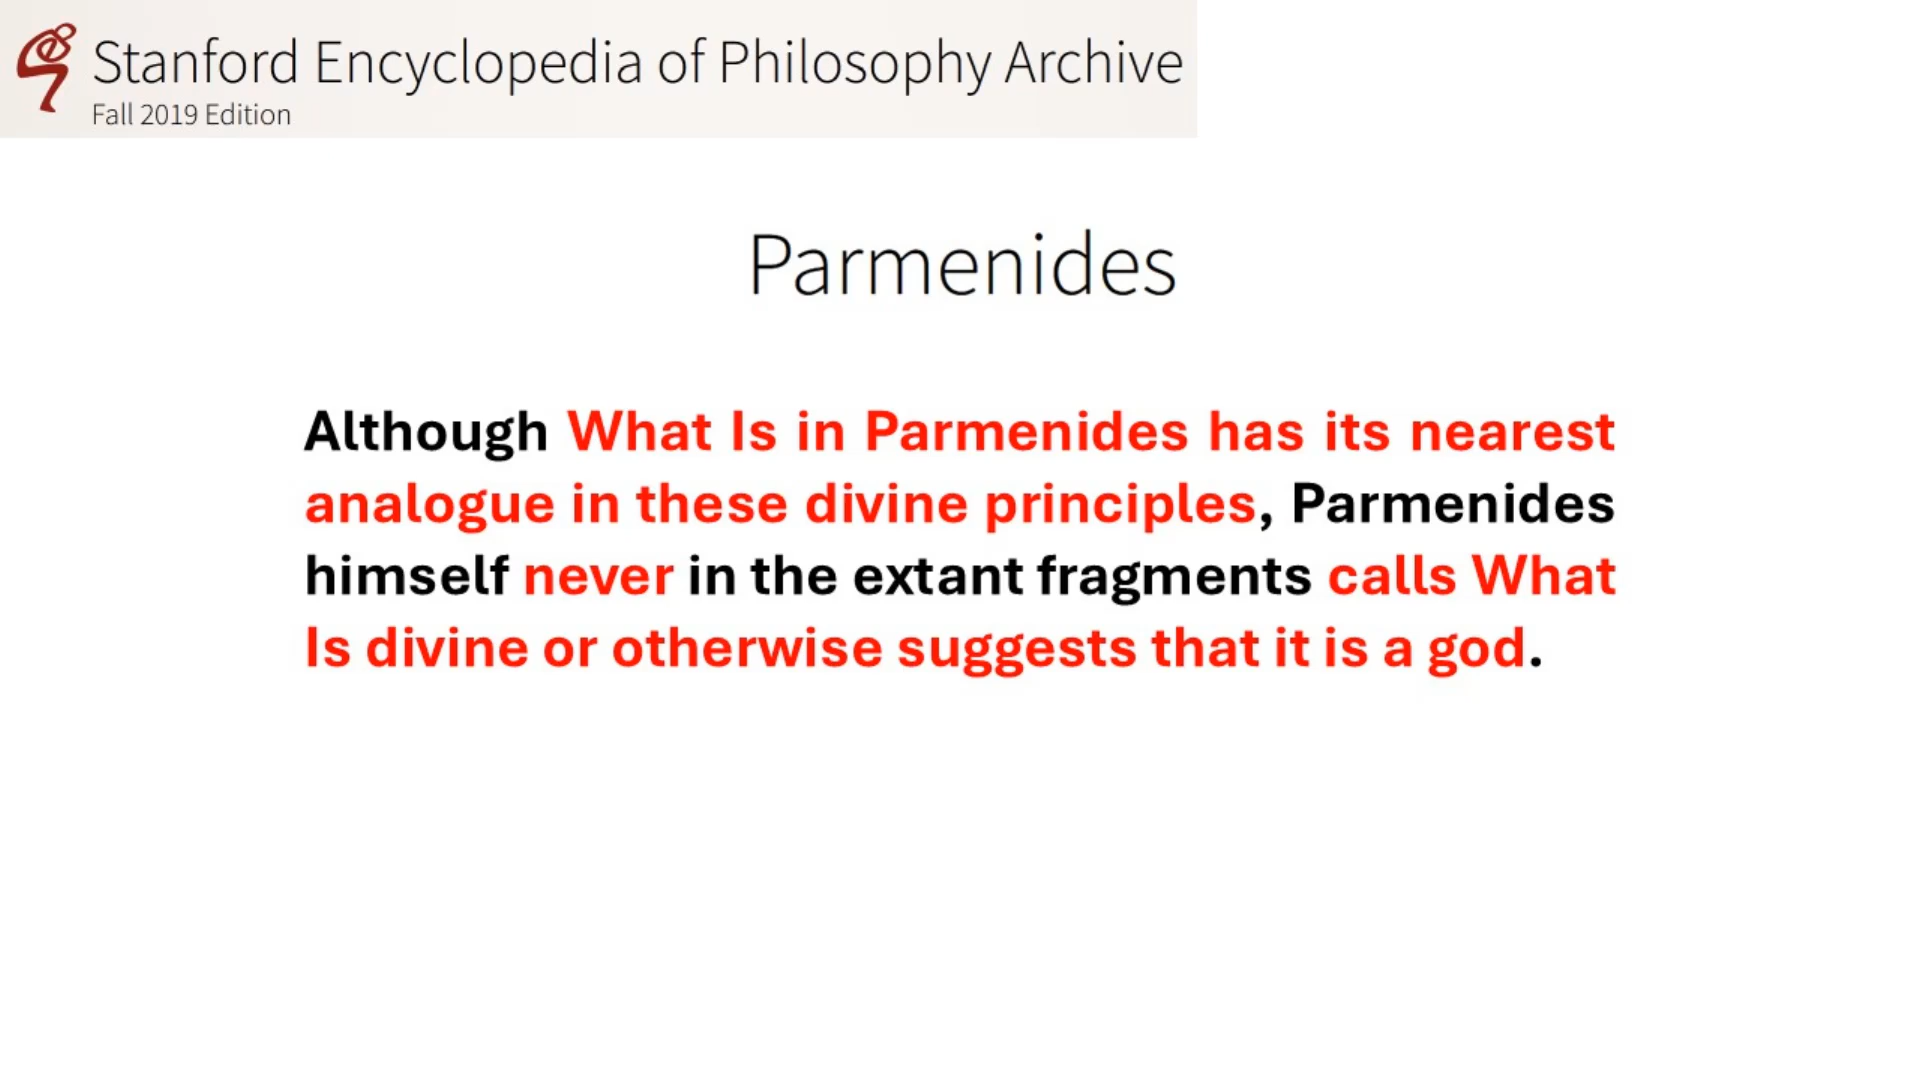 Stanford Encyclopedia of Philosophy Archive
Fall 2019 Edition
Parmenides
Although What Is in Parmenides has its nearest
analogue in these divine principles, Parmenides
himself never in the extant fragments calls What
Is divine or otherwise suggests that it is a god.